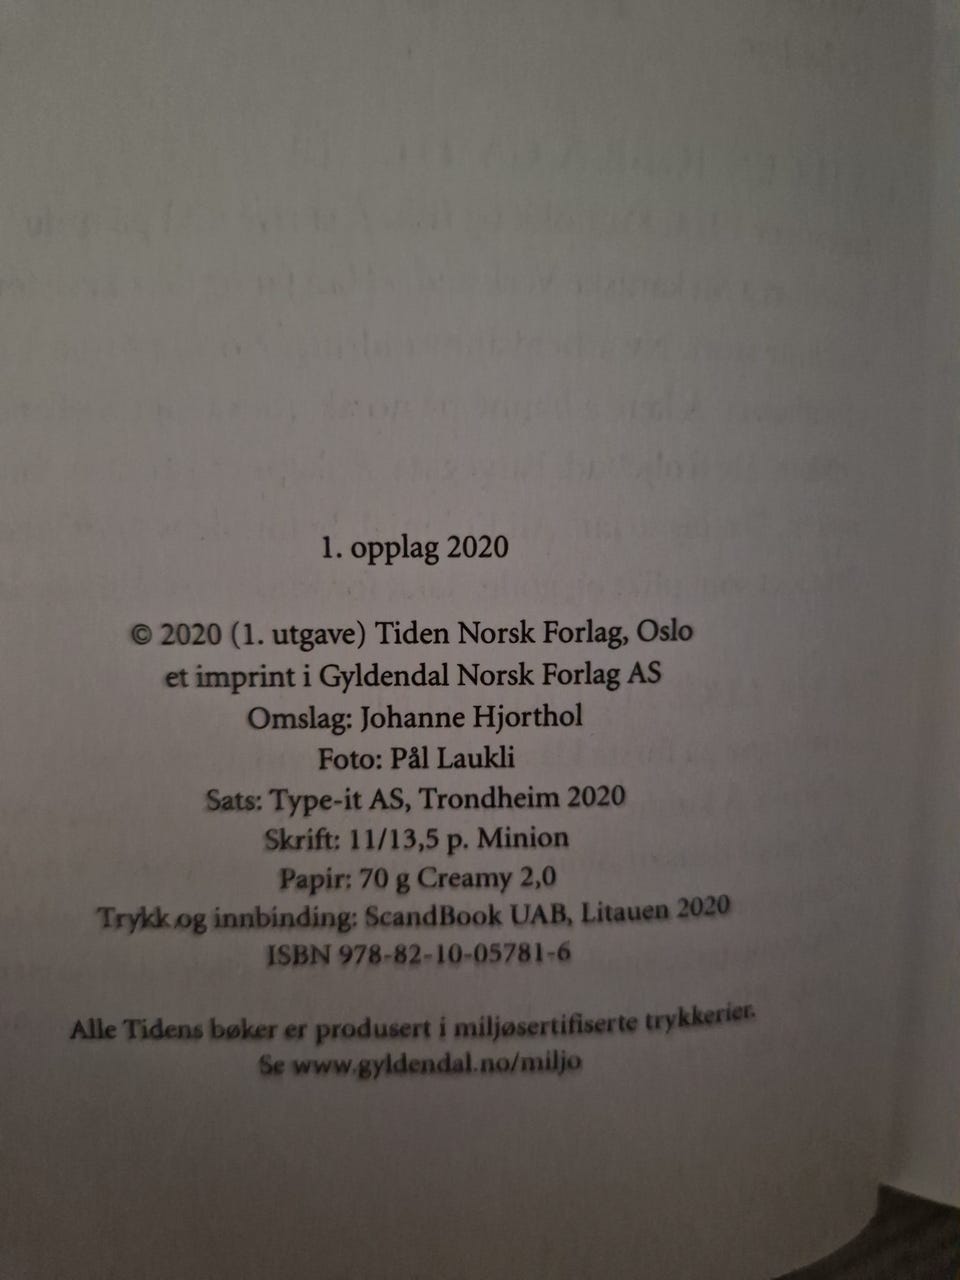 1. opplag 2020
© 2020 (1. utgave) Tiden Norsk Forlag, Oslo
et imprint i Gyldendal Norsk Forlag AS
Omslag: Johanne Hjorthol
Foto: Pål Laukli
Sats: Type-it AS, Trondheim 2020
Skrift: 11/13,5 p. Minion
Papir: 70 g Creamy 2,0
Trykk og innbinding: ScandBook UAB, Litauen 2020
ISBN 978-82-10-05781-6
Alle Tidens bøker er produsert i miljøsertifiserte trykkerier.
Se www.gyldendal.no/miljo